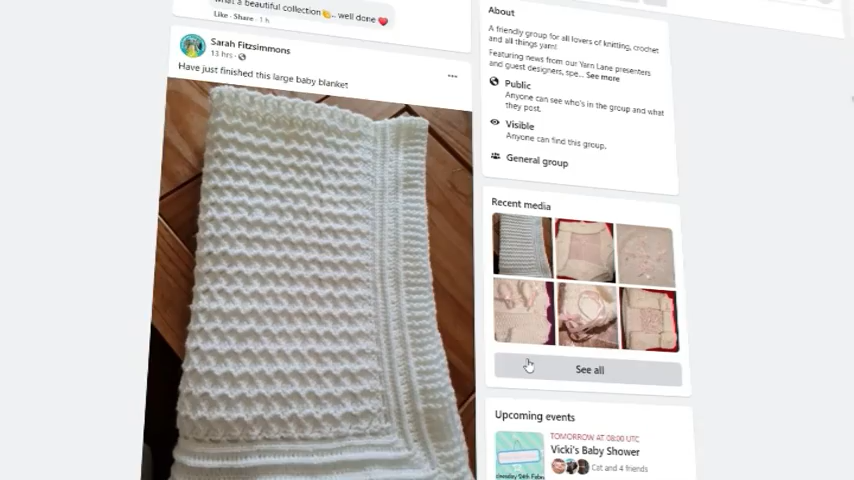 what a beautiful collection👏.. well done ❤️
Like · Share · 1 h
Sarah Fitzsimmons
13 hrs ·
Have just finished this large baby blanket
About
A friendly group for all lovers of knitting, crochet
and all things yarn!
Featuring news from our Yarn Lane presenters
and guest designers, spe... See more
Public
Anyone can see who's in the group and what
they post.
Visible
Anyone can find this group.
General group
Recent media
See all
Upcoming events
TOMORROW AT 08:00 UTC
Vicki's Baby Shower
Cat and 4 friends